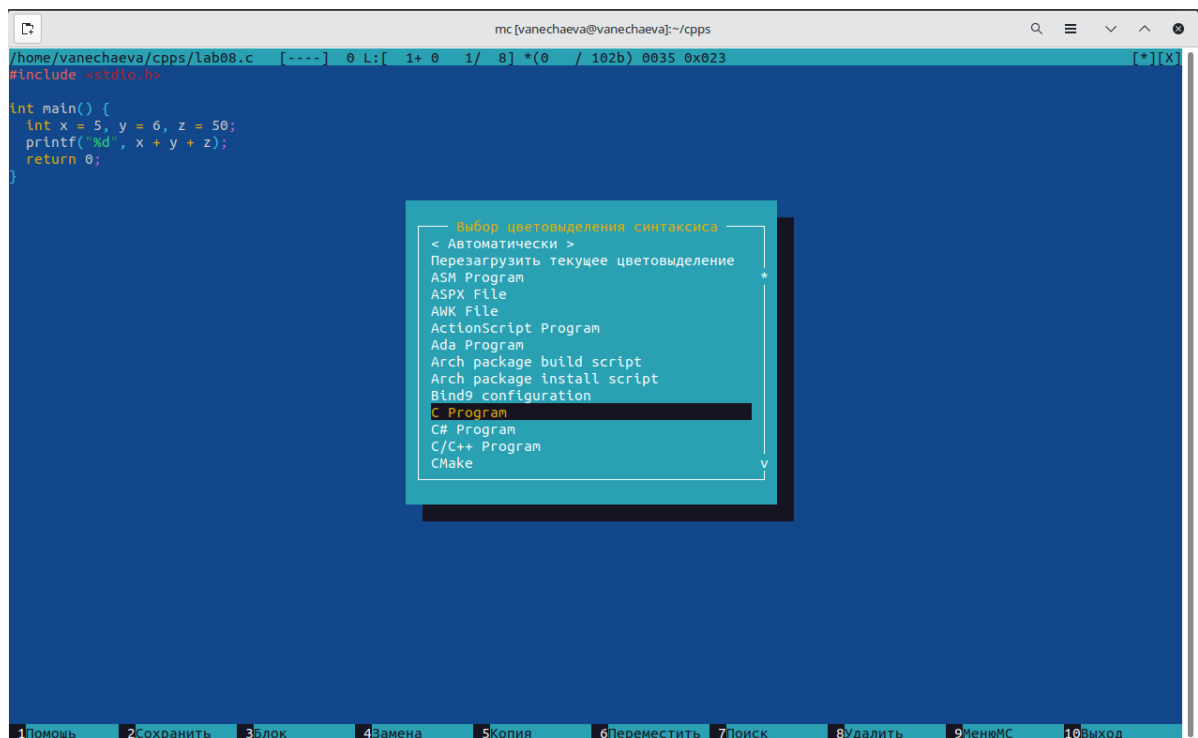 mc [vanechaeva@vanechaeva]:~/cpps
/home/vanechaeva/cpps/lab08.c [----] 0 L:[ 1+ 0 1/ 8] *(0 / 102b) 0035 0x023 [*][X]
#include <stdio.h>
int main() {
int x = 5, y = 6, z = 50;
printf("%d", x + y + z);
return 0;
}
Выбор цветовыделения синтаксиса
< Автоматически >
Перезагрузить текущее цветовыделение
ASM Program *
ASPX File
AWK File
ActionScript Program
Ada Program
Arch package build script
Arch package install script
Bind9 configuration
C Program
C# Program
C/C++ Program
CMake v
1Помощь 2Сохранить 3Блок 4Замена 5Копия 6Переместить 7Поиск 8Удалить 9МенюMC 10Выход